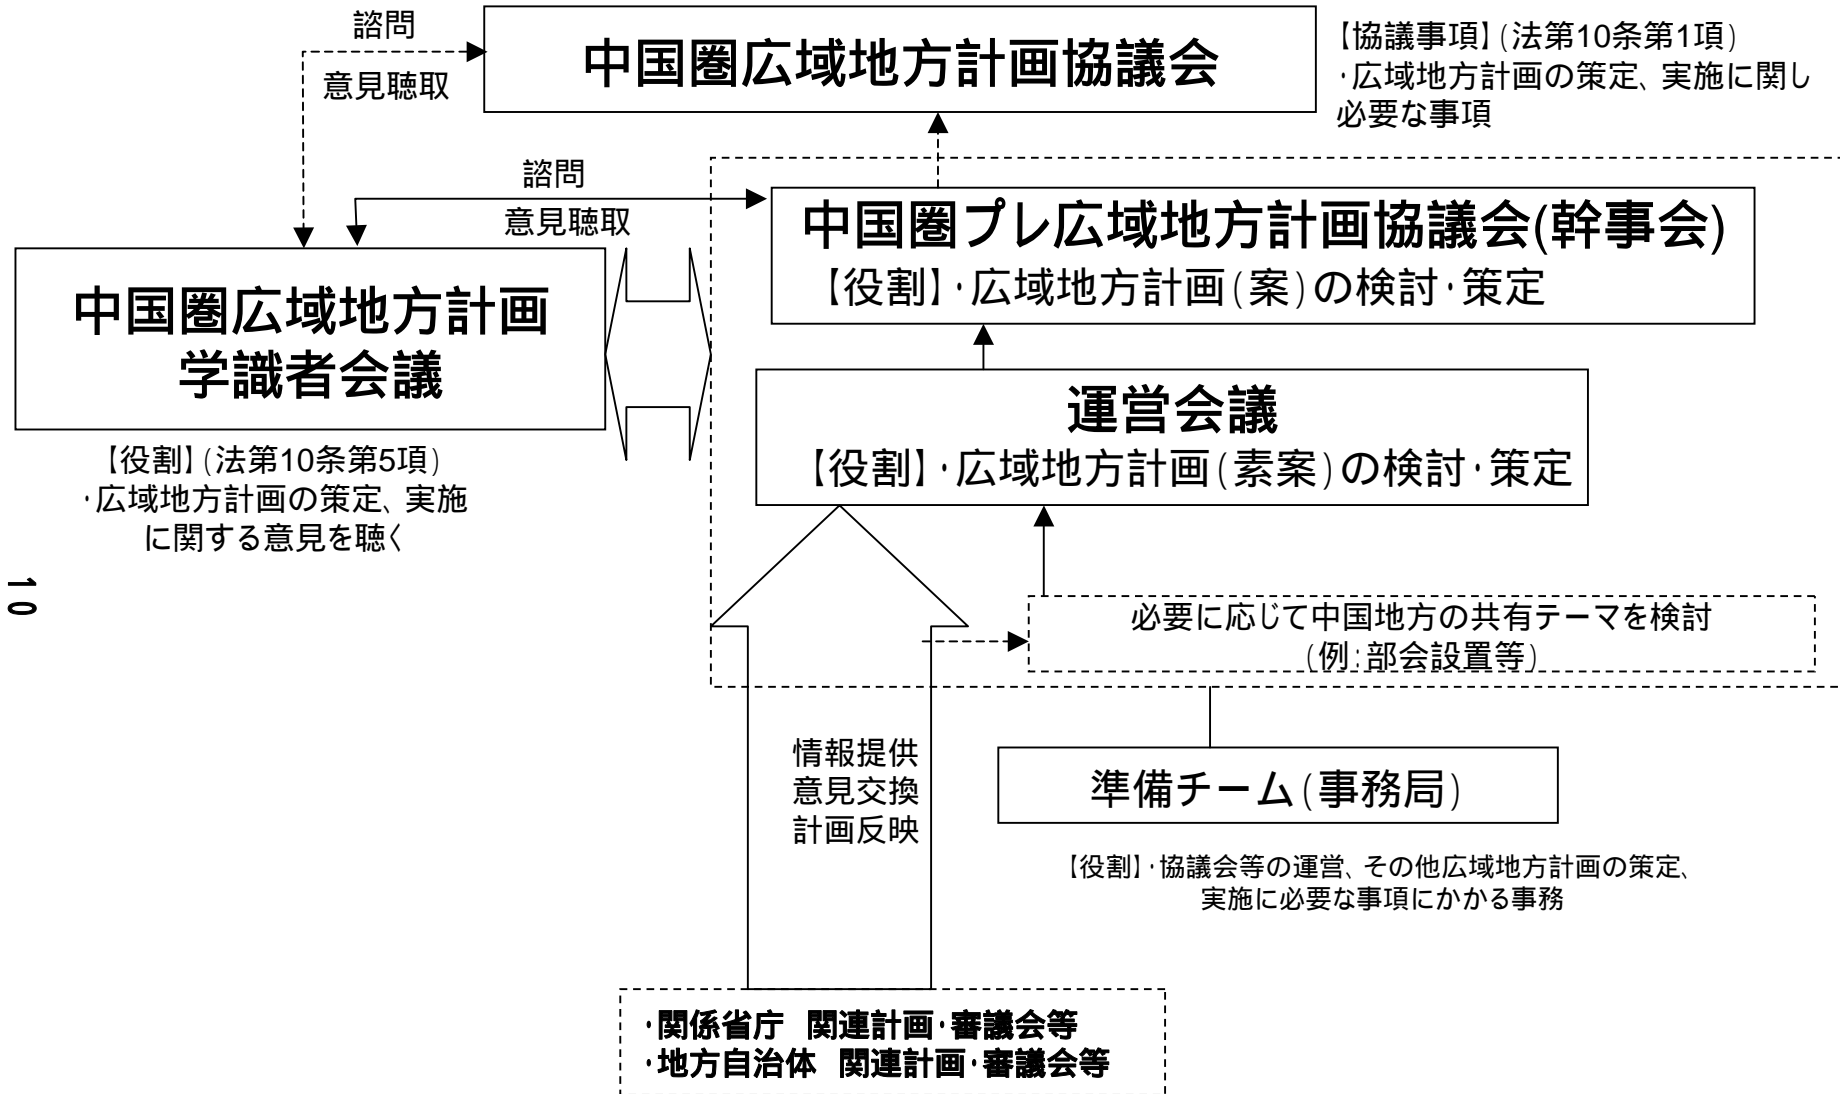 諮問
意見聴取
中国圏広域地方計画協議会
【協議事項】(法第10条第1項)
・広域地方計画の策定、実施に関し
必要な事項
諮問
意見聴取
中国圏プレ広域地方計画協議会(幹事会)
【役割】・広域地方計画(案)の検討・策定
中国圏広域地方計画
学識者会議
【役割】(法第10条第5項)
・広域地方計画の策定、実施
に関する意見を聴く
運営会議
【役割】・広域地方計画(素案)の検討・策定
必要に応じて中国地方の共有テーマを検討
(例:部会設置等)
情報提供
意見交換
計画反映
準備チーム(事務局)
【役割】・協議会等の運営、その他広域地方計画の策定、
実施に必要な事項にかかる事務
・関係省庁 関連計画・審議会等
・地方自治体 関連計画・審議会等
10